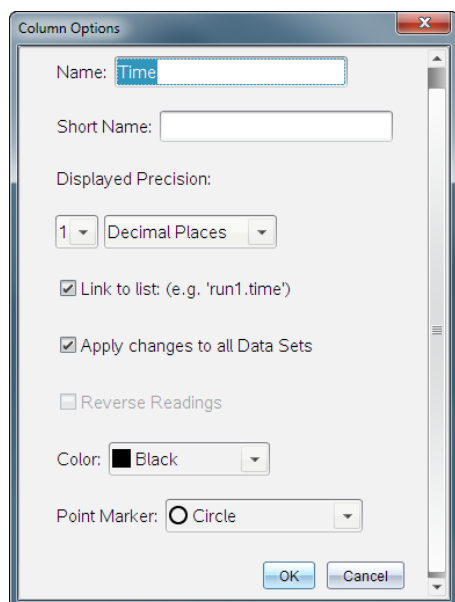 Column Options
Name: Time
Short Name:
Displayed Precision:
1 Decimal Places
Link to list: (e.g. 'run1.time')
Apply changes to all Data Sets
Reverse Readings
Color: Black
Point Marker: Circle
OK Cancel